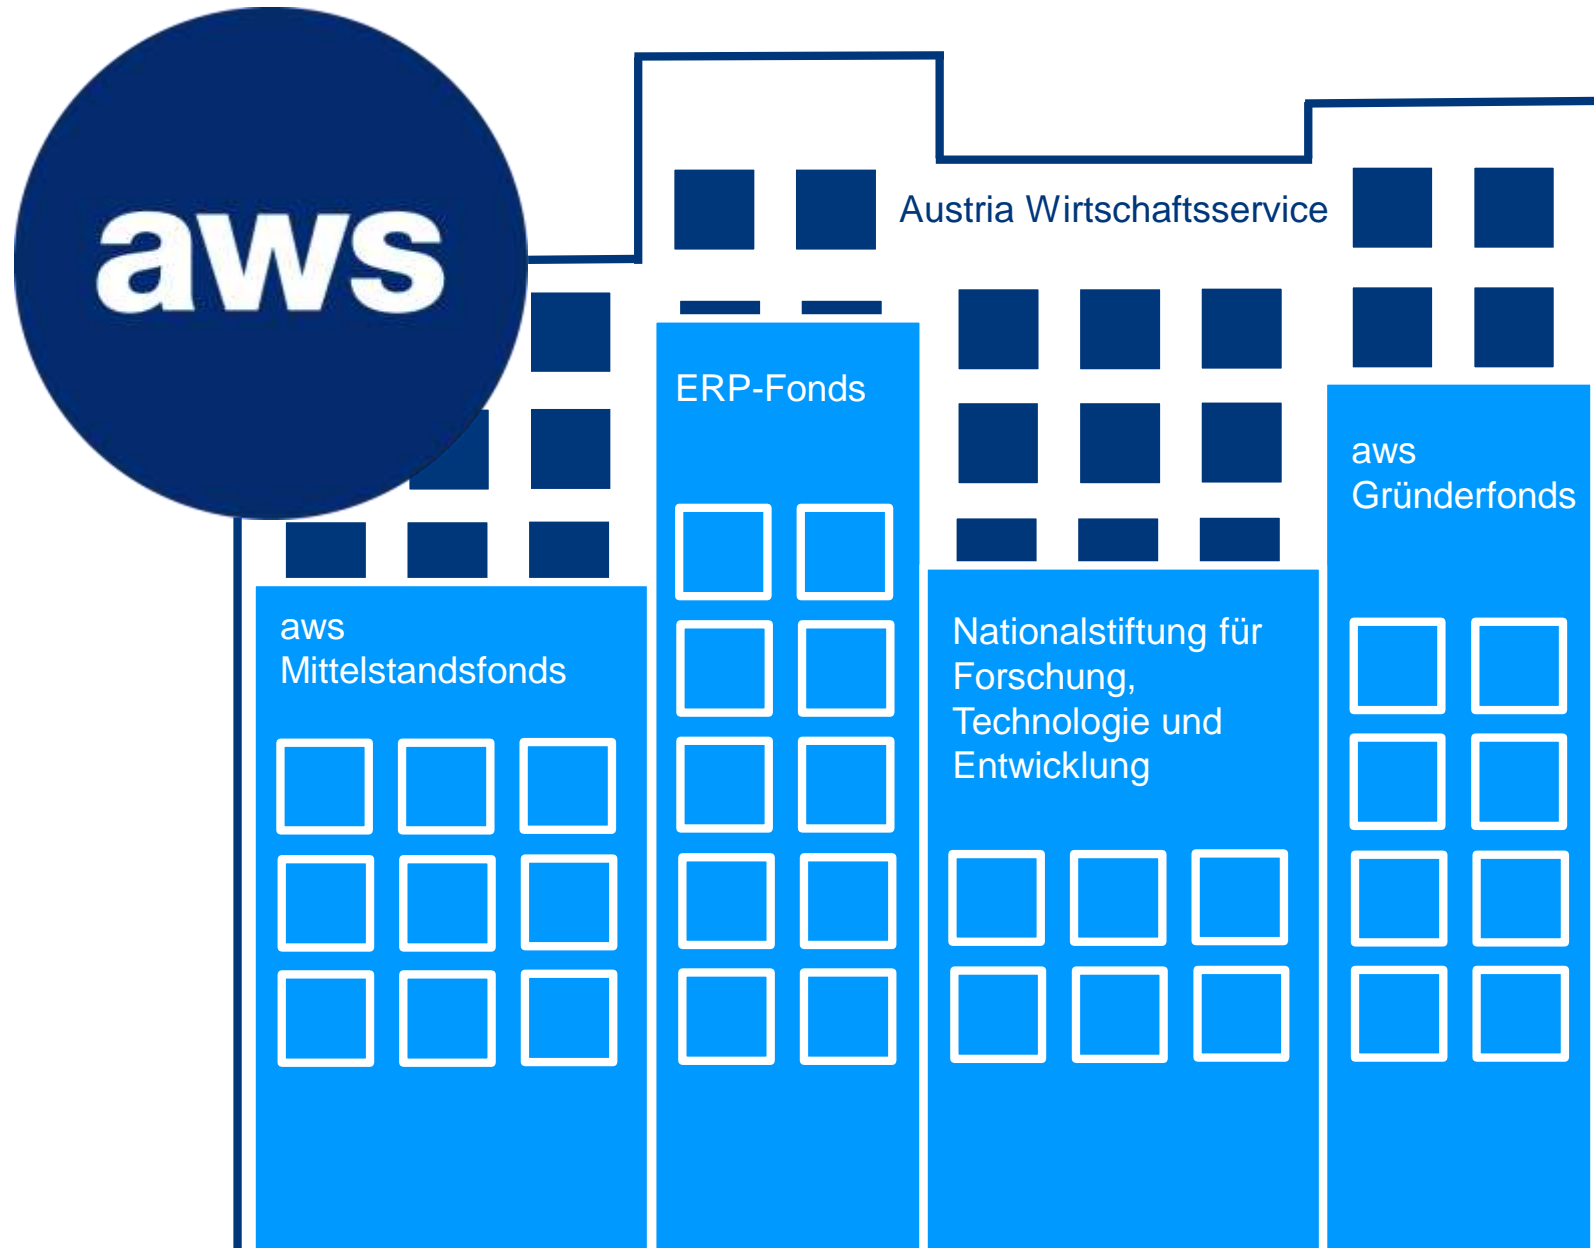 aws
Austria Wirtschaftsservice
ERP-Fonds
aws
Gründerfonds
aws
Mittelstandsfonds
Nationalstiftung für
Forschung,
Technologie und
Entwicklung